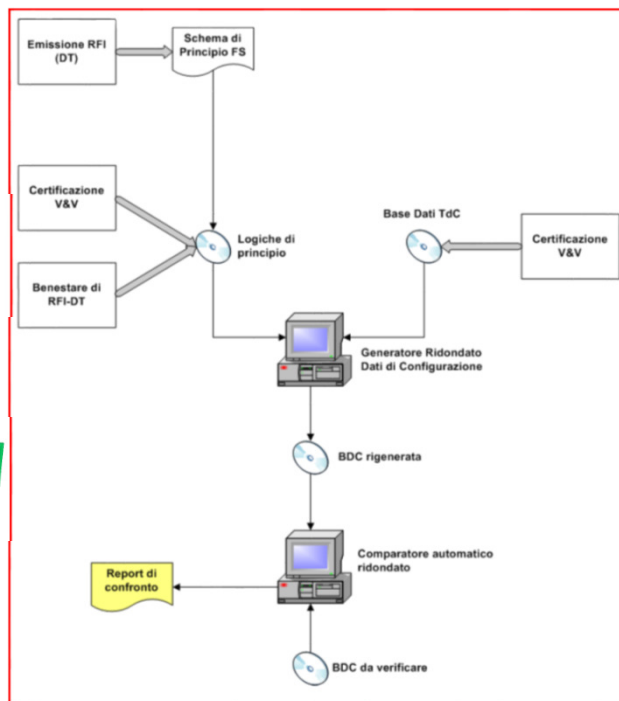 Emissione RFI
(DT)
Schema di
Principio FS
Certificazione
V&V
Logiche di
principio
Benestare di
RFI-DT
Base Dati TdC
Certificazione
V&V
Generatore Ridondato
Dati di Configurazione
BDC rigenerata
Comparatore automatico
ridondato
Report di
confronto
BDC da verificare